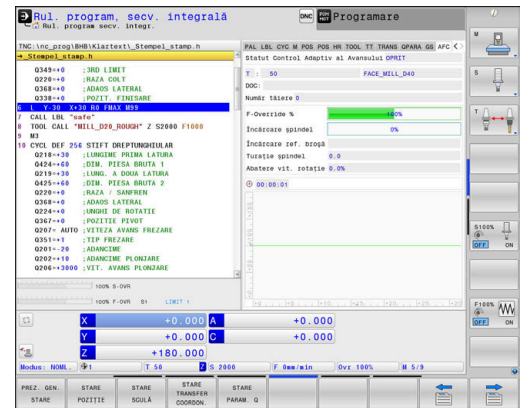 Rul. program, secv. integrală
Rul. program, secv. integr.
DNC
Programare
TNC:\nc_prog\BHB\Klartext\_Stempel_stamp.h
→_Stempel_stamp.h
Q349=+0 ;3RD LIMIT
Q220=+0 ;RAZA COLT
Q368=+0 ;ADAOS LATERAL
Q338=+0 ;POZIT. FINISARE
6 L Y-30 X+30 R0 FMAX M99
7 CALL LBL "safe"
8 TOOL CALL "MILL_D20_ROUGH" Z S2000 F1000
9 M3
10 CYCL DEF 256 STIFT DREPTUNGHIULAR
Q218=+30 ;LUNGIME PRIMA LATURA
Q424=+60 ;DIM. PIESA BRUTA 1
Q219=+30 ;LUNG. A DOUA LATURA
Q425=+60 ;DIM. PIESA BRUTA 2
Q220=+0 ;RAZA / SANFREN
Q368=+0 ;ADAOS LATERAL
Q224=+0 ;UNGHI DE ROTATIE
Q367=+0 ;POZITIE PIVOT
Q207= AUTO ;VITEZA AVANS FREZARE
Q351=+1 ;TIP FREZARE
Q201=-20 ;ADANCIME
Q202=+10 ;ADANCIME PLONJARE
Q206=+3000 ;VIT. AVANS PLONJARE
100% S-OVR
100% F-OVR S1 LIMIT 1
PAL LBL CYC M POS POS HR TOOL TT TRANS QPARA GS AFC
Statut Control Adaptiv al Avansului OPRIT
T : 50 FACE_MILL_D40
DOC:
Număr tăiere 0
F-Override % 100%
Încărcare şpindel 0%
Încărcare ref. broşă
Turaţie spindel 0.0
Abatere vit. rotaţie 0.0%
00:00:01
X +0.000 A +0.000
Y +0.000 C +0.000
Z +180.000
Modus: NOML. 1 T 50 Z S 2000 F 0mm/min Ovr 100% M 5/9
PREZ. GEN. STARE
STARE POZIŢIE
STARE SCULĂ
STARE TRANSFER COORDON.
STARE PARAM. Q
M
S
T
S100%
OFF ON
F100%
OFF ON